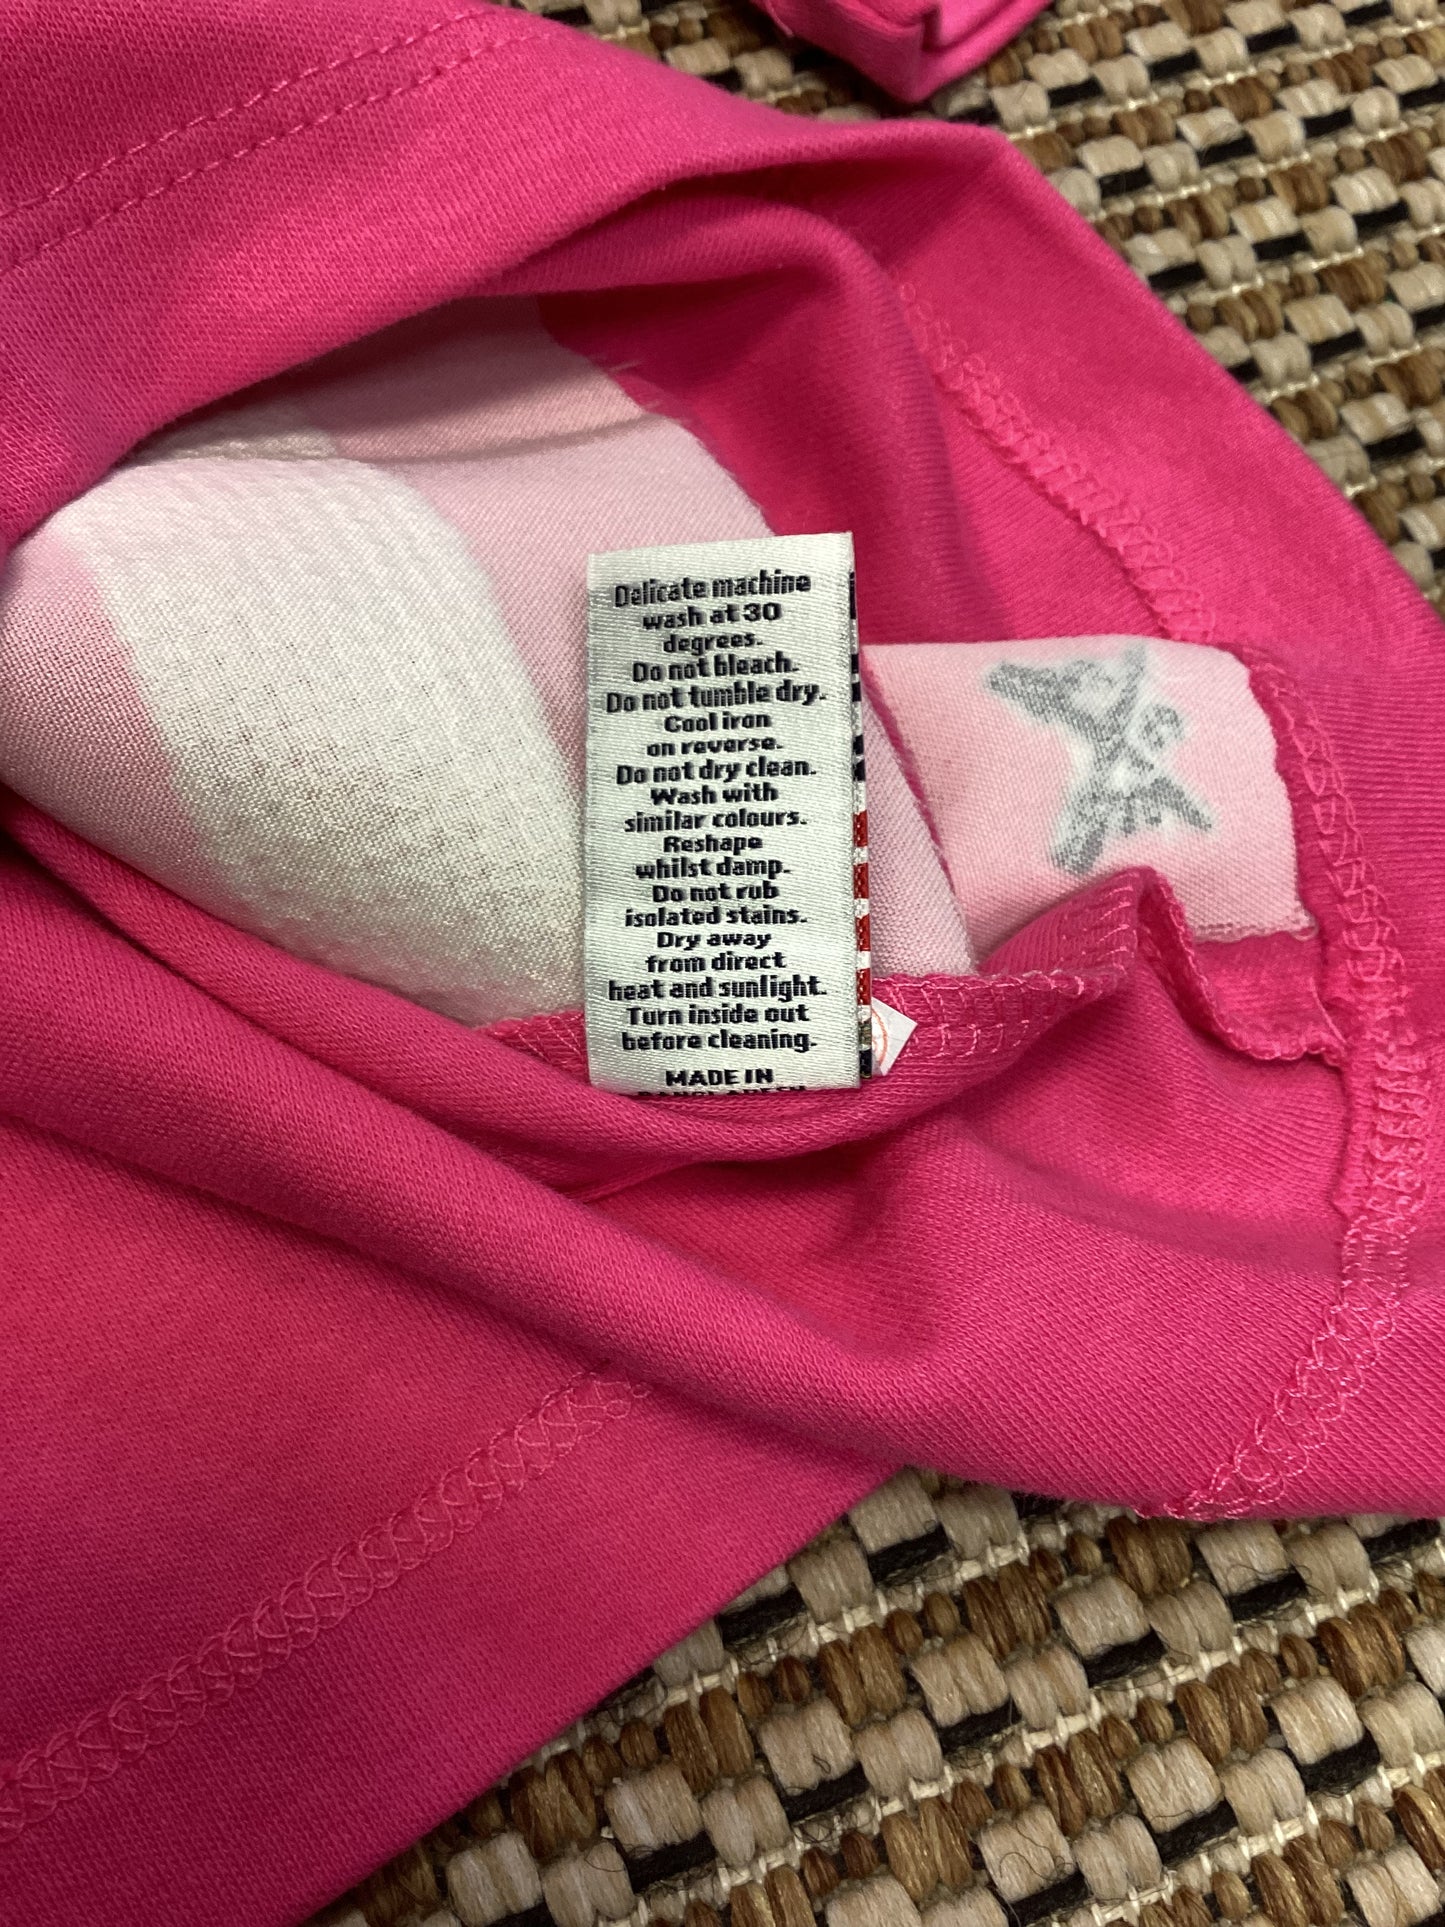 Delicate machine
wash at 30
degrees.
Do not bleach.
Do not tumble dry.
Cool iron
on reverse.
Do not dry clean.
Wash with
similar colours.
Reshape
whilst damp.
Do not rub
isolated stains.
Dry away
from direct
heat and sunlight.
Turn inside out
before cleaning.
MADE IN